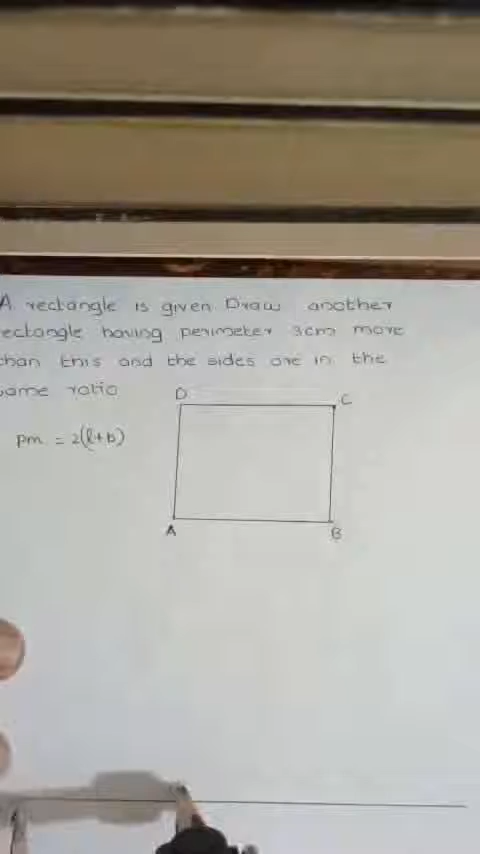 A rectangle is given Draw another
rectangle having perimeter 3cm more
than this and the sides are in the
same ratio
D C
pm = 2(l+b)
A B